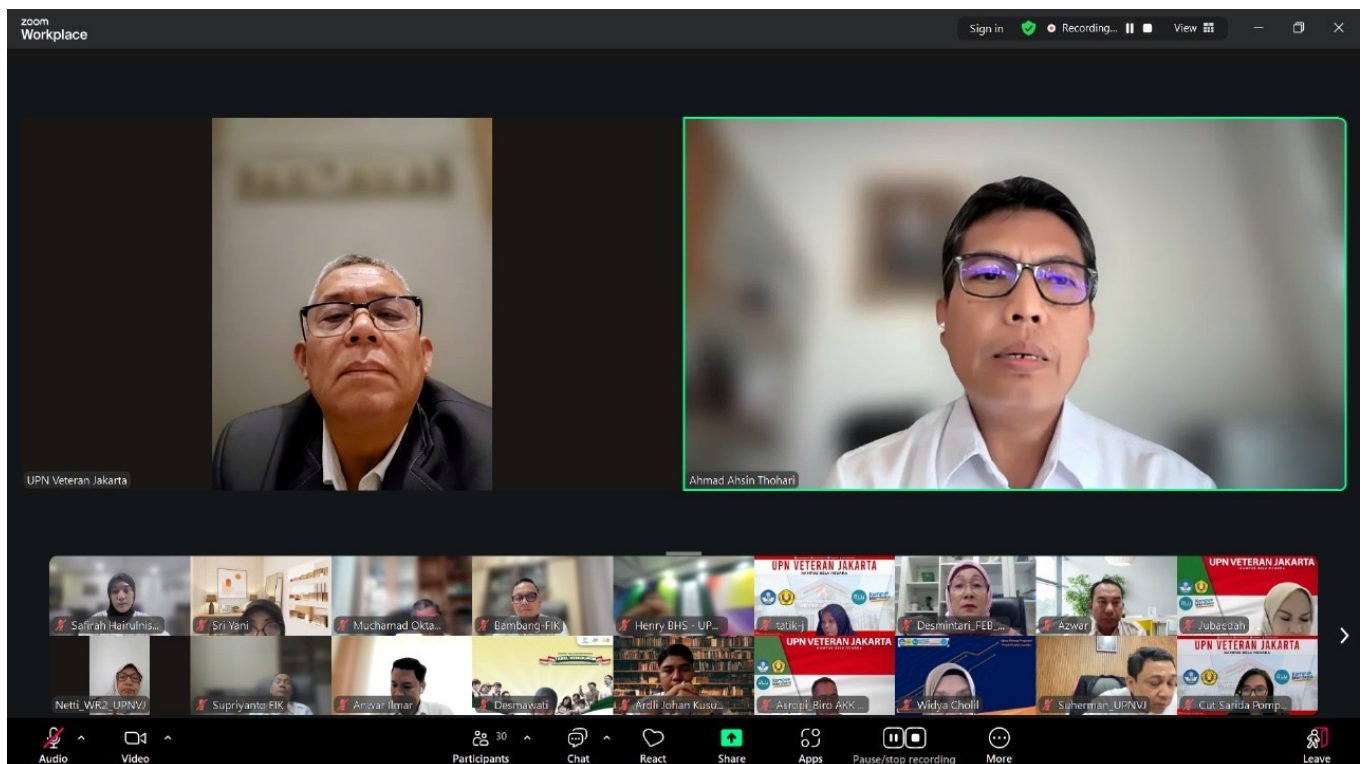 zoom
Workplace
Sign in
Recording...
View
UPN Veteran Jakarta
Ahmad Ahsin Thohari
UPN VETERAN JAKARTA
UPN VETERAN JAKARTA
Safirah Hairulnis...
Sri Yani
Muchamad Okta...
Bambang-FIK
Henry BHS - UP...
tatik-j
Desmintari_FEB_...
Azwar
Jubaedah
UPN VETERAN JAKARTA
UPN VETERAN JAKARTA
Netti_WR2_UPNVJ
Supriyanto FIK
Anwar Ilmar
Desmawati
Ardli Johan Kusu...
Asropi_Biro AKK ...
Widya Cholil
Suherman_UPNVJ
Cut Sarida Pomp...
30
Audio
Video
Participants
Chat
React
Share
Apps
Pause/stop recording
More
Leave